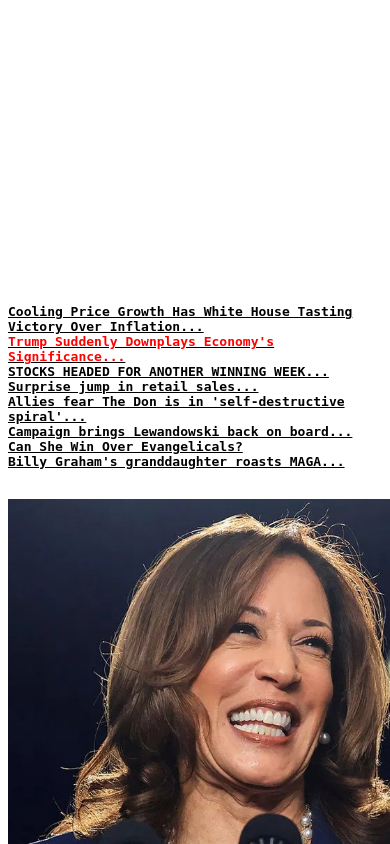 Cooling Price Growth Has White House Tasting
Victory Over Inflation...
Trump Suddenly Downplays Economy's
Significance...
STOCKS HEADED FOR ANOTHER WINNING WEEK...
Surprise jump in retail sales...
Allies fear The Don is in 'self-destructive
spiral'...
Campaign brings Lewandowski back on board...
Can She Win Over Evangelicals?
Billy Graham's granddaughter roasts MAGA...